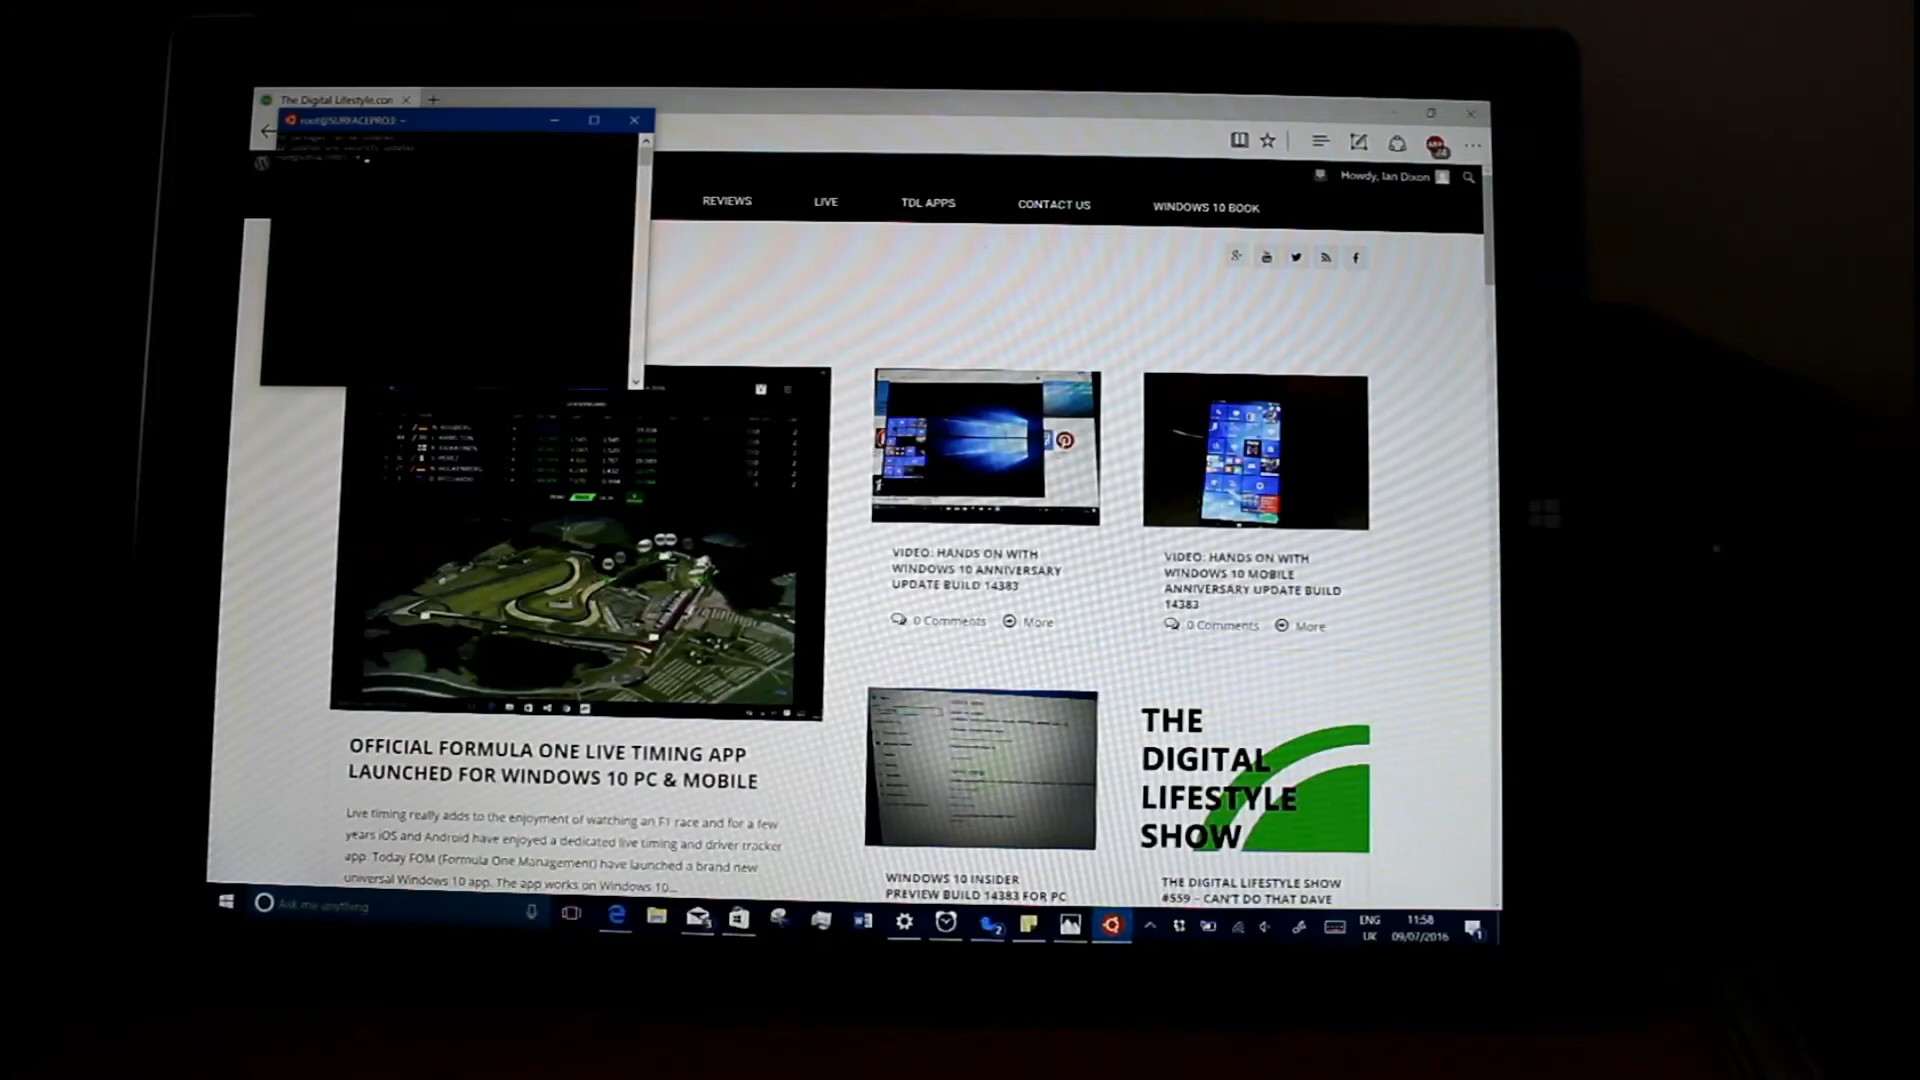 The Digital Lifestyle.con
root@SURFACEPRO3: ~
Howdy, Ian Dixon
REVIEWS
LIVE
TDL APPS
CONTACT US
WINDOWS 10 BOOK
VIDEO: HANDS ON WITH
WINDOWS 10 ANNIVERSARY
UPDATE BUILD 14383
0 Comments
More
VIDEO: HANDS ON WITH
WINDOWS 10 MOBILE
ANNIVERSARY UPDATE BUILD
14383
0 Comments
More
OFFICIAL FORMULA ONE LIVE TIMING APP
LAUNCHED FOR WINDOWS 10 PC & MOBILE
Live timing really adds to the enjoyment of watching an F1 race and for a few
years iOS and Android have enjoyed a dedicated live timing and driver tracker
app. Today FOM (Formula One Management) have launched a brand new
universal Windows 10 app. The app works on Windows 10...
WINDOWS 10 INSIDER
PREVIEW BUILD 14383 FOR PC
THE
DIGITAL
LIFESTYLE
SHOW
THE DIGITAL LIFESTYLE SHOW
#559 – CAN'T DO THAT DAVE
Ask me anything
ENG
UK
11:58
09/07/2016